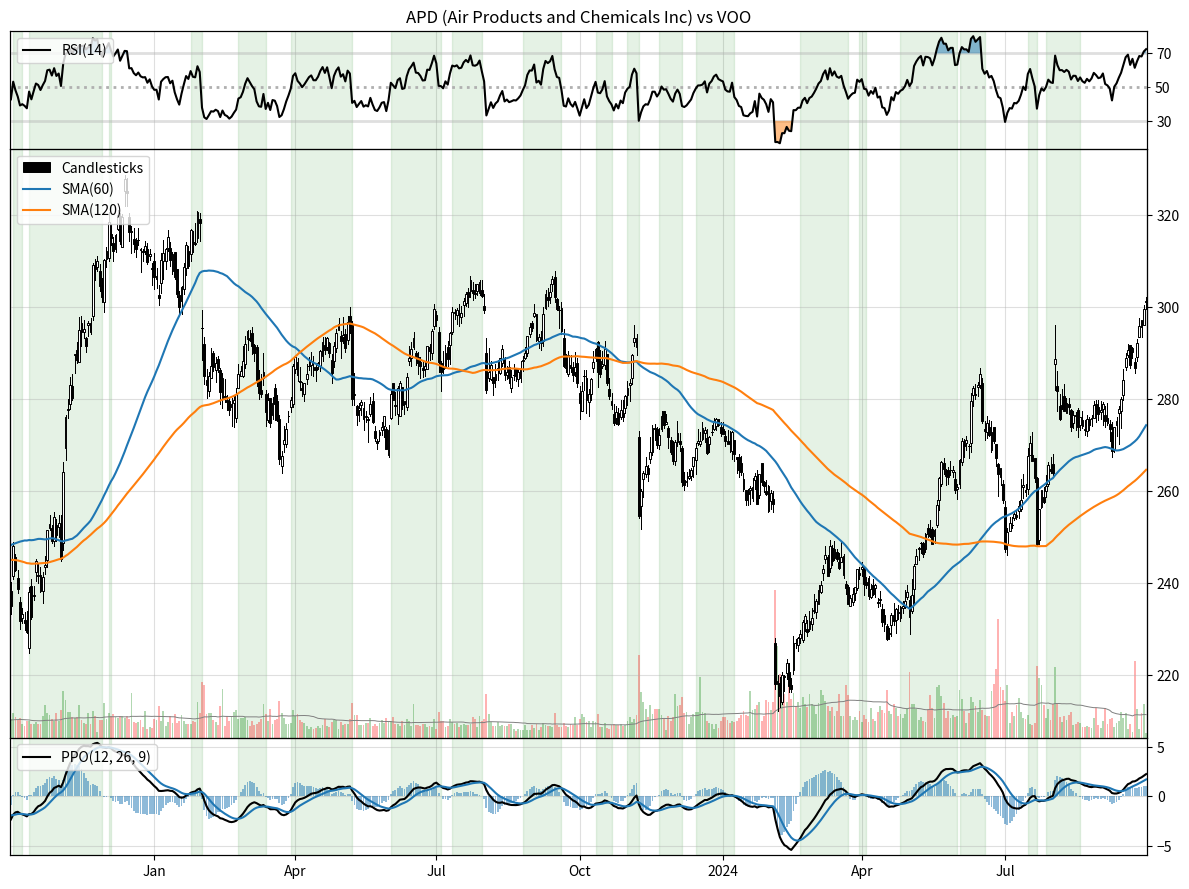 APD (Air Products and Chemicals Inc) vs VOO
RSI(14)
70
50
30
Candlesticks
SMA(60)
SMA(120)
320
300
280
260
240
220
PPO(12, 26, 9)
5
0
−5
Jan
Apr
Jul
Oct
2024
Apr
Jul